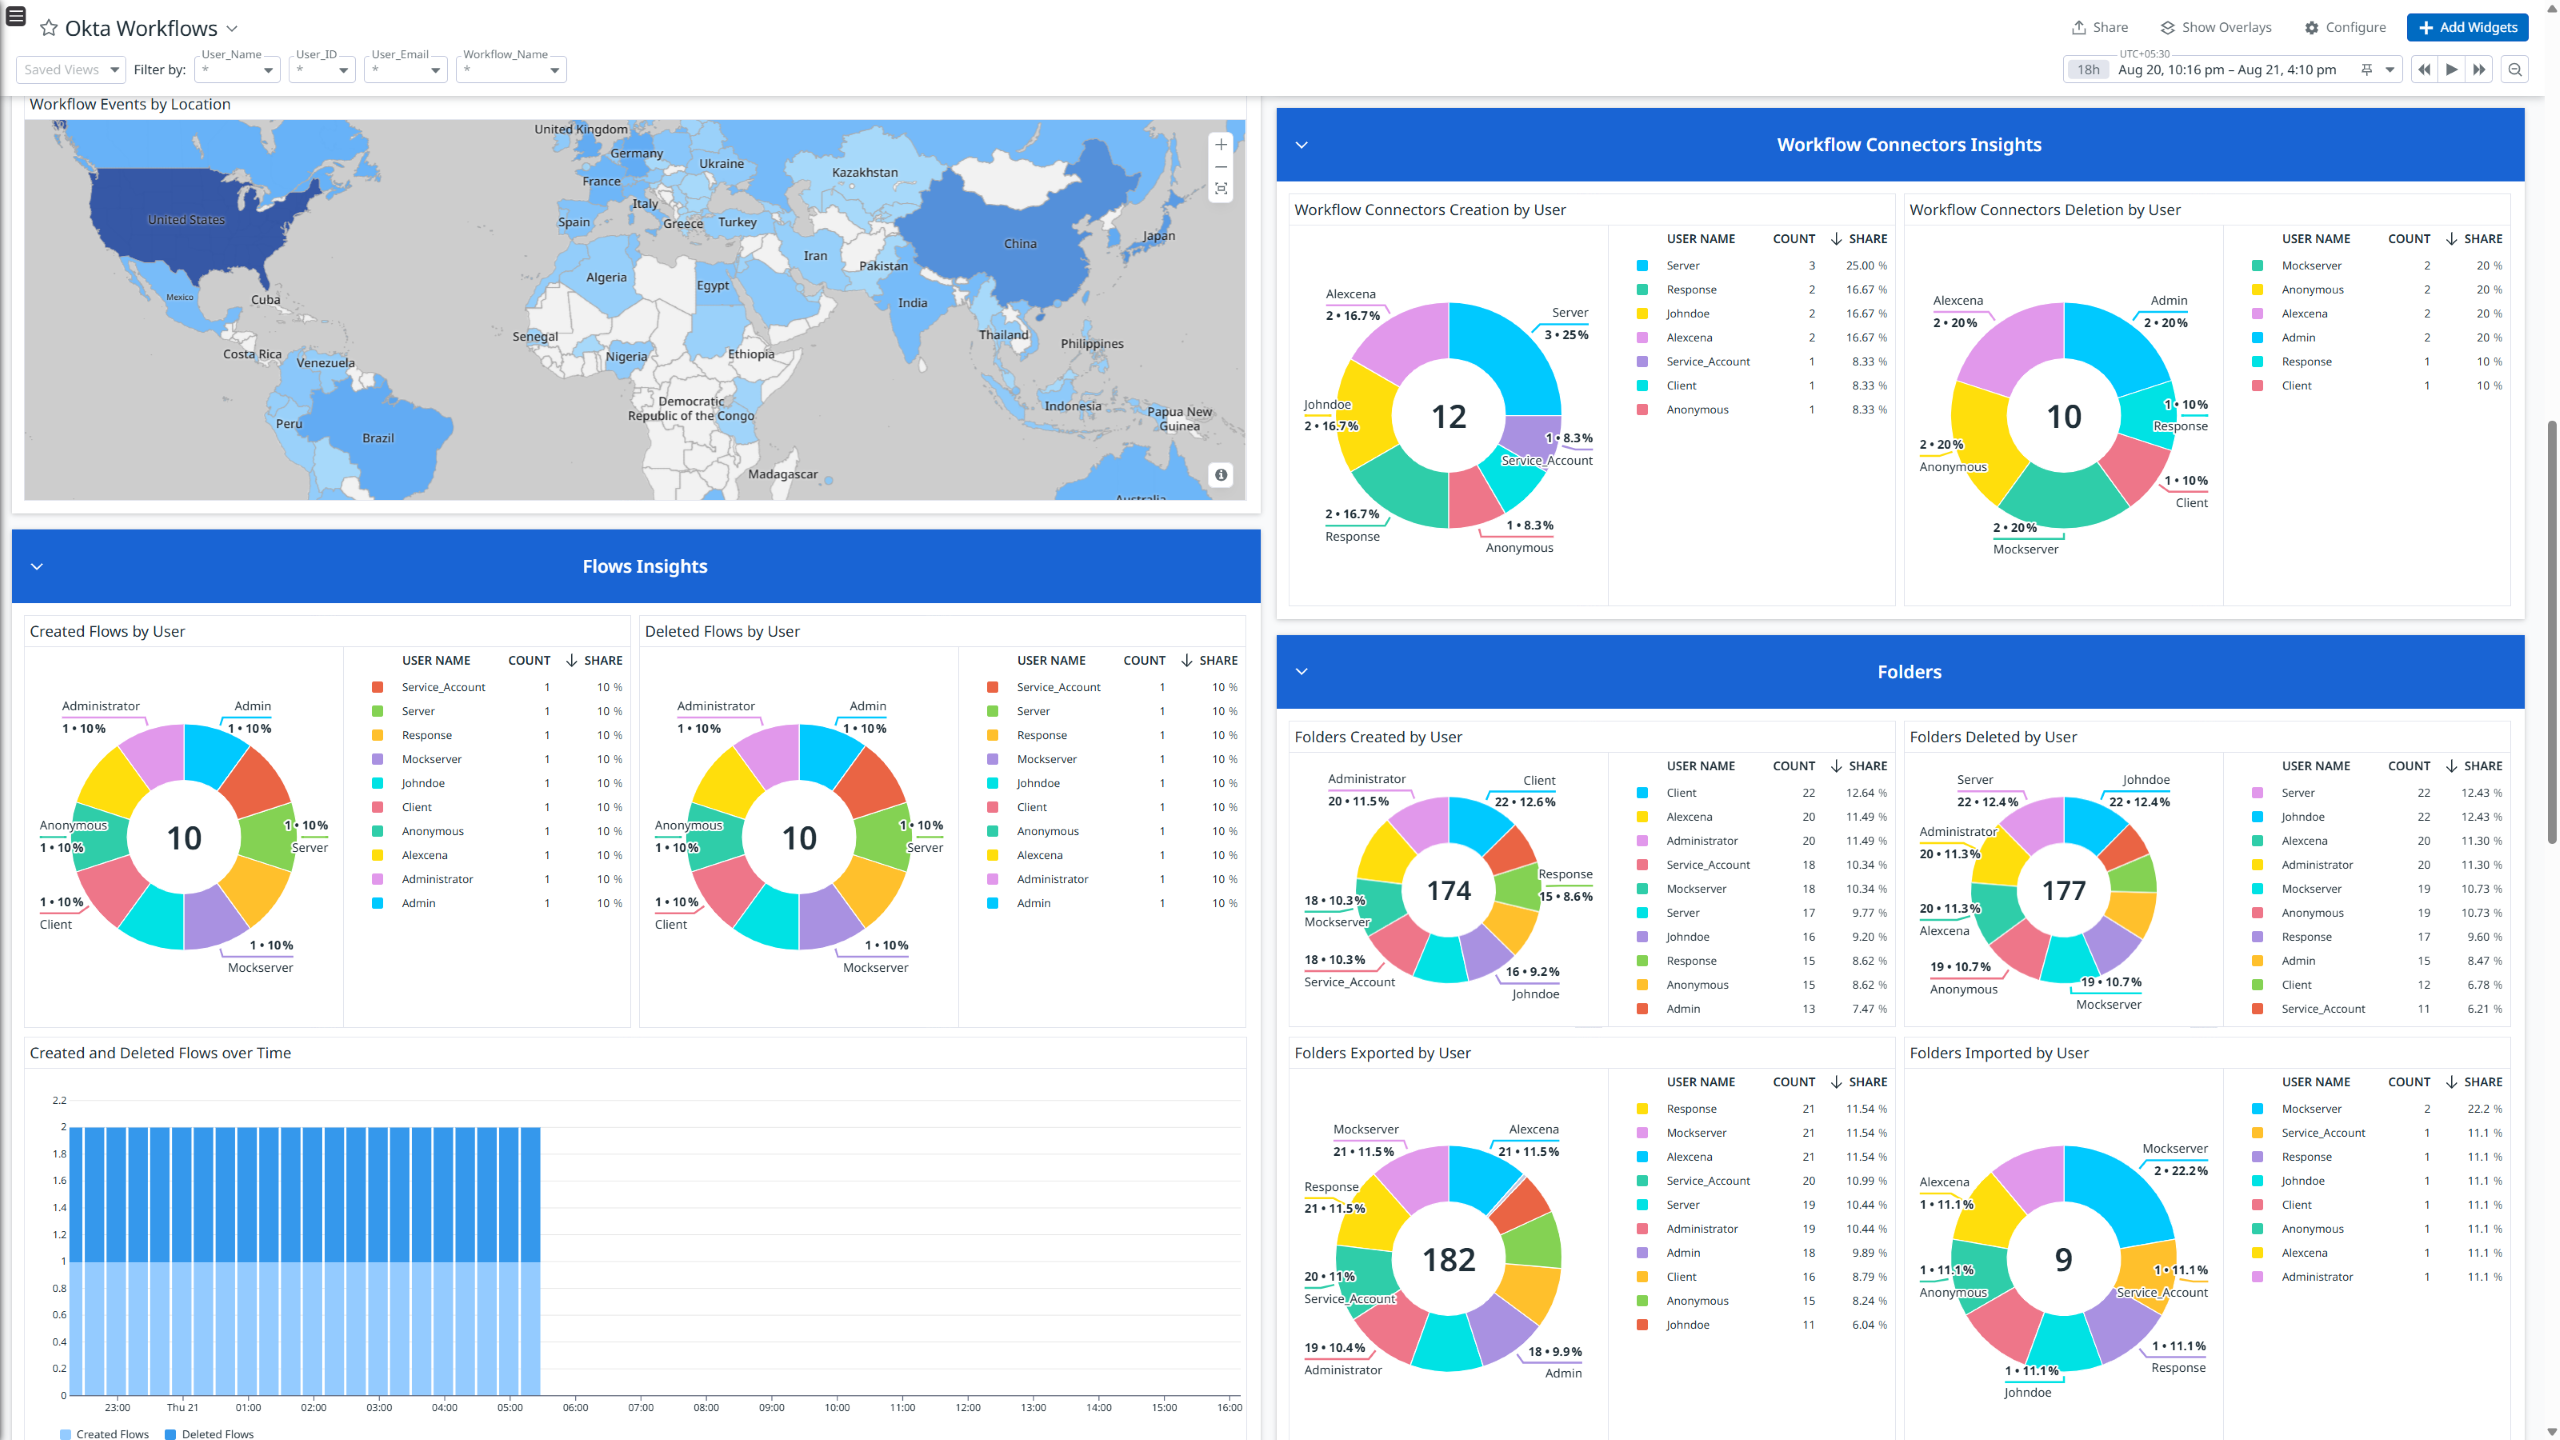 Okta Workflows
Share
Show Overlays
Configure
+ Add Widgets
Saved Views
Filter by:
User_Name
*
User_ID
*
User_Email
*
Workflow_Name
*
UTC+05:30
18h
Aug 20, 10:16 pm – Aug 21, 4:10 pm
Workflow Events by Location
United Kingdom
Germany
Ukraine
Kazakhstan
France
Italy
Spain
Greece
Turkey
United States
China
Japan
Iran
Pakistan
Algeria
Egypt
India
Mexico
Cuba
Senegal
Thailand
Philippines
Costa Rica
Venezuela
Nigeria
Ethiopia
Democratic
Republic of the Congo
Indonesia
Papua New
Guinea
Peru
Brazil
Madagascar
Australia
Flows Insights
Created Flows by User
Administrator
1 • 10%
Admin
1 • 10%
Anonymous
1 • 10%
1 • 10%
Server
10
1 • 10%
Client
1 • 10%
Mockserver
USER NAME COUNT SHARE
Service_Account 1 10 %
Server 1 10 %
Response 1 10 %
Mockserver 1 10 %
Johndoe 1 10 %
Client 1 10 %
Anonymous 1 10 %
Alexcena 1 10 %
Administrator 1 10 %
Admin 1 10 %
Deleted Flows by User
Administrator
1 • 10%
Admin
1 • 10%
Anonymous
1 • 10%
1 • 10%
Server
10
1 • 10%
Client
1 • 10%
Mockserver
USER NAME COUNT SHARE
Service_Account 1 10 %
Server 1 10 %
Response 1 10 %
Mockserver 1 10 %
Johndoe 1 10 %
Client 1 10 %
Anonymous 1 10 %
Alexcena 1 10 %
Administrator 1 10 %
Admin 1 10 %
Created and Deleted Flows over Time
2.2
2
1.8
1.6
1.4
1.2
1
0.8
0.6
0.4
0.2
0
23:00 Thu 21 01:00 02:00 03:00 04:00 05:00 06:00 07:00 08:00 09:00 10:00 11:00 12:00 13:00 14:00 15:00 16:00
Created Flows Deleted Flows
Workflow Connectors Insights
Workflow Connectors Creation by User
Alexcena
2 • 16.7%
Server
3 • 25%
Johndoe
2 • 16.7%
12
1 • 8.3%
Service_Account
2 • 16.7%
Response
1 • 8.3%
Anonymous
USER NAME COUNT SHARE
Server 3 25.00 %
Response 2 16.67 %
Johndoe 2 16.67 %
Alexcena 2 16.67 %
Service_Account 1 8.33 %
Client 1 8.33 %
Anonymous 1 8.33 %
Workflow Connectors Deletion by User
Alexcena
2 • 20%
Admin
2 • 20%
1 • 10%
Response
10
2 • 20%
Anonymous
1 • 10%
Client
2 • 20%
Mockserver
USER NAME COUNT SHARE
Mockserver 2 20 %
Anonymous 2 20 %
Alexcena 2 20 %
Admin 2 20 %
Response 1 10 %
Client 1 10 %
Folders
Folders Created by User
Administrator
20 • 11.5%
Client
22 • 12.6%
Response
15 • 8.6%
174
18 • 10.3%
Mockserver
18 • 10.3%
Service_Account
16 • 9.2%
Johndoe
USER NAME COUNT SHARE
Client 22 12.64 %
Alexcena 20 11.49 %
Administrator 20 11.49 %
Service_Account 18 10.34 %
Mockserver 18 10.34 %
Server 17 9.77 %
Johndoe 16 9.20 %
Response 15 8.62 %
Anonymous 15 8.62 %
Admin 13 7.47 %
Folders Deleted by User
Server
22 • 12.4%
Johndoe
22 • 12.4%
Administrator
20 • 11.3%
177
20 • 11.3%
Alexcena
19 • 10.7%
Anonymous
19 • 10.7%
Mockserver
USER NAME COUNT SHARE
Server 22 12.43 %
Johndoe 22 12.43 %
Alexcena 20 11.30 %
Administrator 20 11.30 %
Mockserver 19 10.73 %
Anonymous 19 10.73 %
Response 17 9.60 %
Admin 15 8.47 %
Client 12 6.78 %
Service_Account 11 6.21 %
Folders Exported by User
Mockserver
21 • 11.5%
Alexcena
21 • 11.5%
Response
21 • 11.5%
182
20 • 11%
Service_Account
19 • 10.4%
Administrator
18 • 9.9%
Admin
USER NAME COUNT SHARE
Response 21 11.54 %
Mockserver 21 11.54 %
Alexcena 21 11.54 %
Service_Account 20 10.99 %
Server 19 10.44 %
Administrator 19 10.44 %
Admin 18 9.89 %
Client 16 8.79 %
Anonymous 15 8.24 %
Johndoe 11 6.04 %
Folders Imported by User
Mockserver
2 • 22.2%
Alexcena
1 • 11.1%
9
1 • 11.1%
Anonymous
1 • 11.1%
Service_Account
1 • 11.1%
Response
1 • 11.1%
Johndoe
USER NAME COUNT SHARE
Mockserver 2 22.2 %
Service_Account 1 11.1 %
Response 1 11.1 %
Johndoe 1 11.1 %
Client 1 11.1 %
Anonymous 1 11.1 %
Alexcena 1 11.1 %
Administrator 1 11.1 %